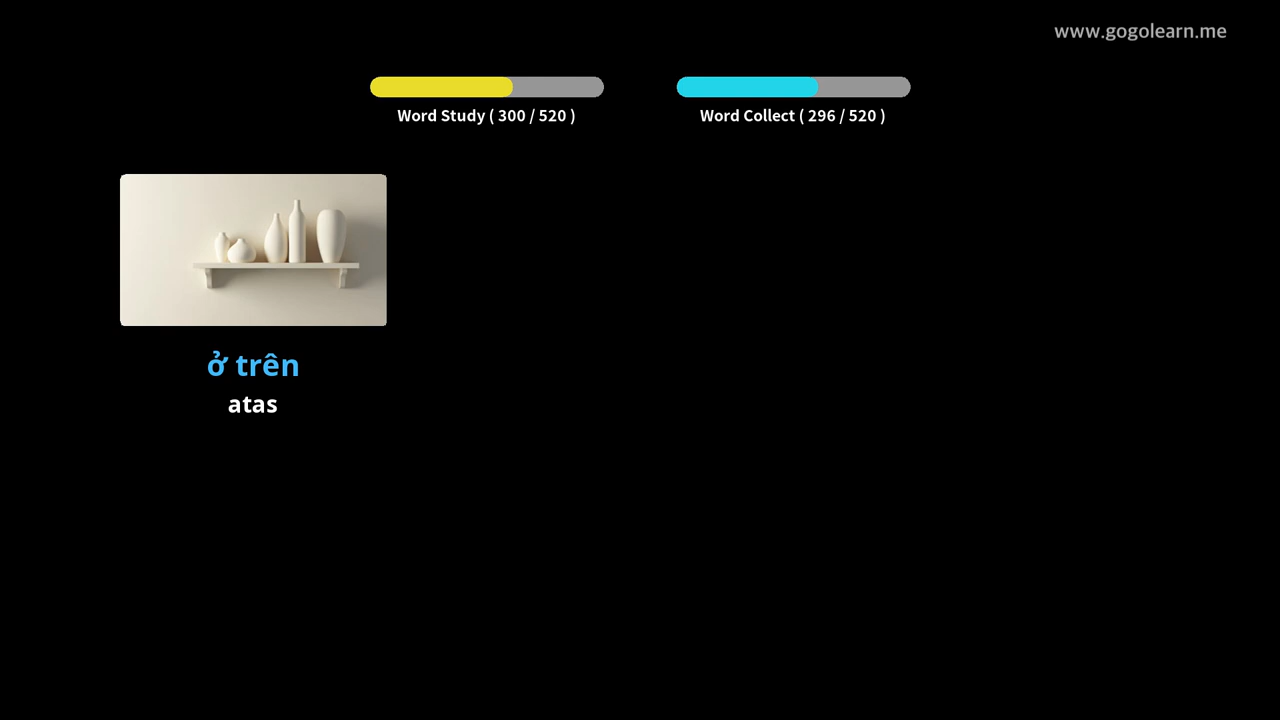 www.gogolearn.me
Word Study ( 300 / 520 )
Word Collect ( 296 / 520 )
ở trên
atas